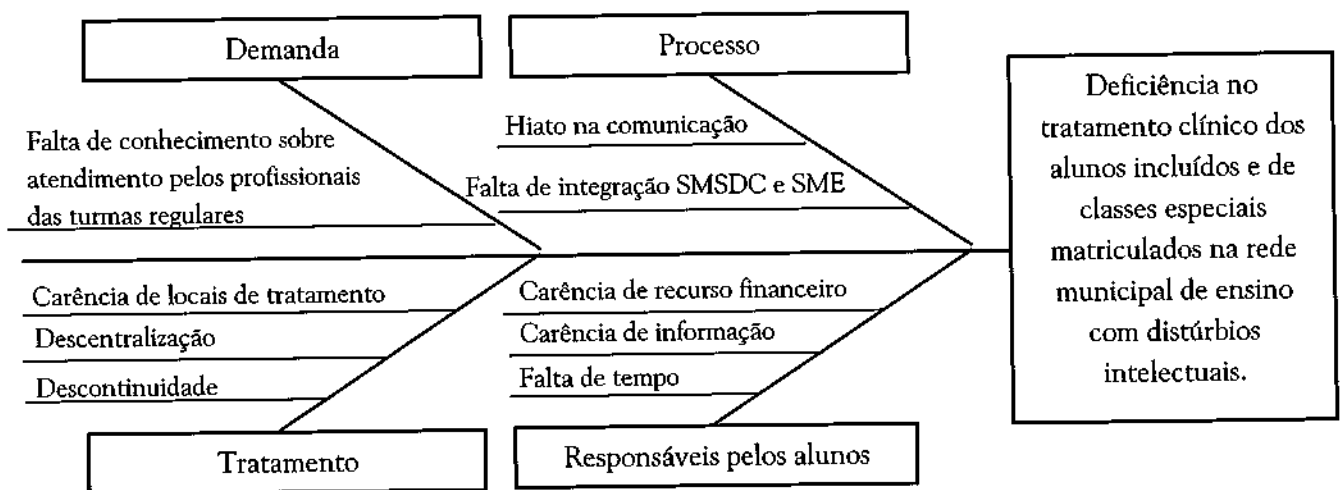 Demanda
Processo
Falta de conhecimento sobre
atendimento pelos profissionais
das turmas regulares
Hiato na comunicação
Falta de integração SMSDC e SME
Carência de locais de tratamento
Descentralização
Descontinuidade
Carência de recurso financeiro
Carência de informação
Falta de tempo
Tratamento
Responsáveis pelos alunos
Deficiência no
tratamento clínico dos
alunos incluídos e de
classes especiais
matriculados na rede
municipal de ensino
com distúrbios
intelectuais.